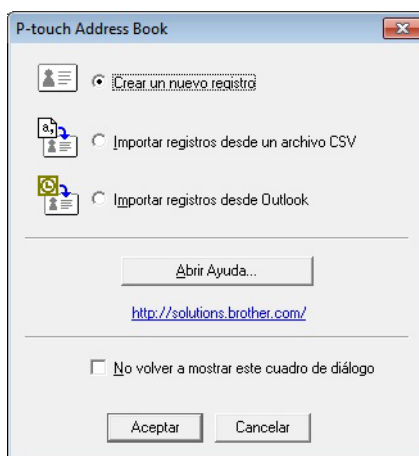 P-touch Address Book
Crear un nuevo registro
a,
Importar registros desde un archivo CSV
Importar registros desde Outlook
Abrir Ayuda...
http://solutions.brother.com/
No volver a mostrar este cuadro de diálogo
Aceptar Cancelar